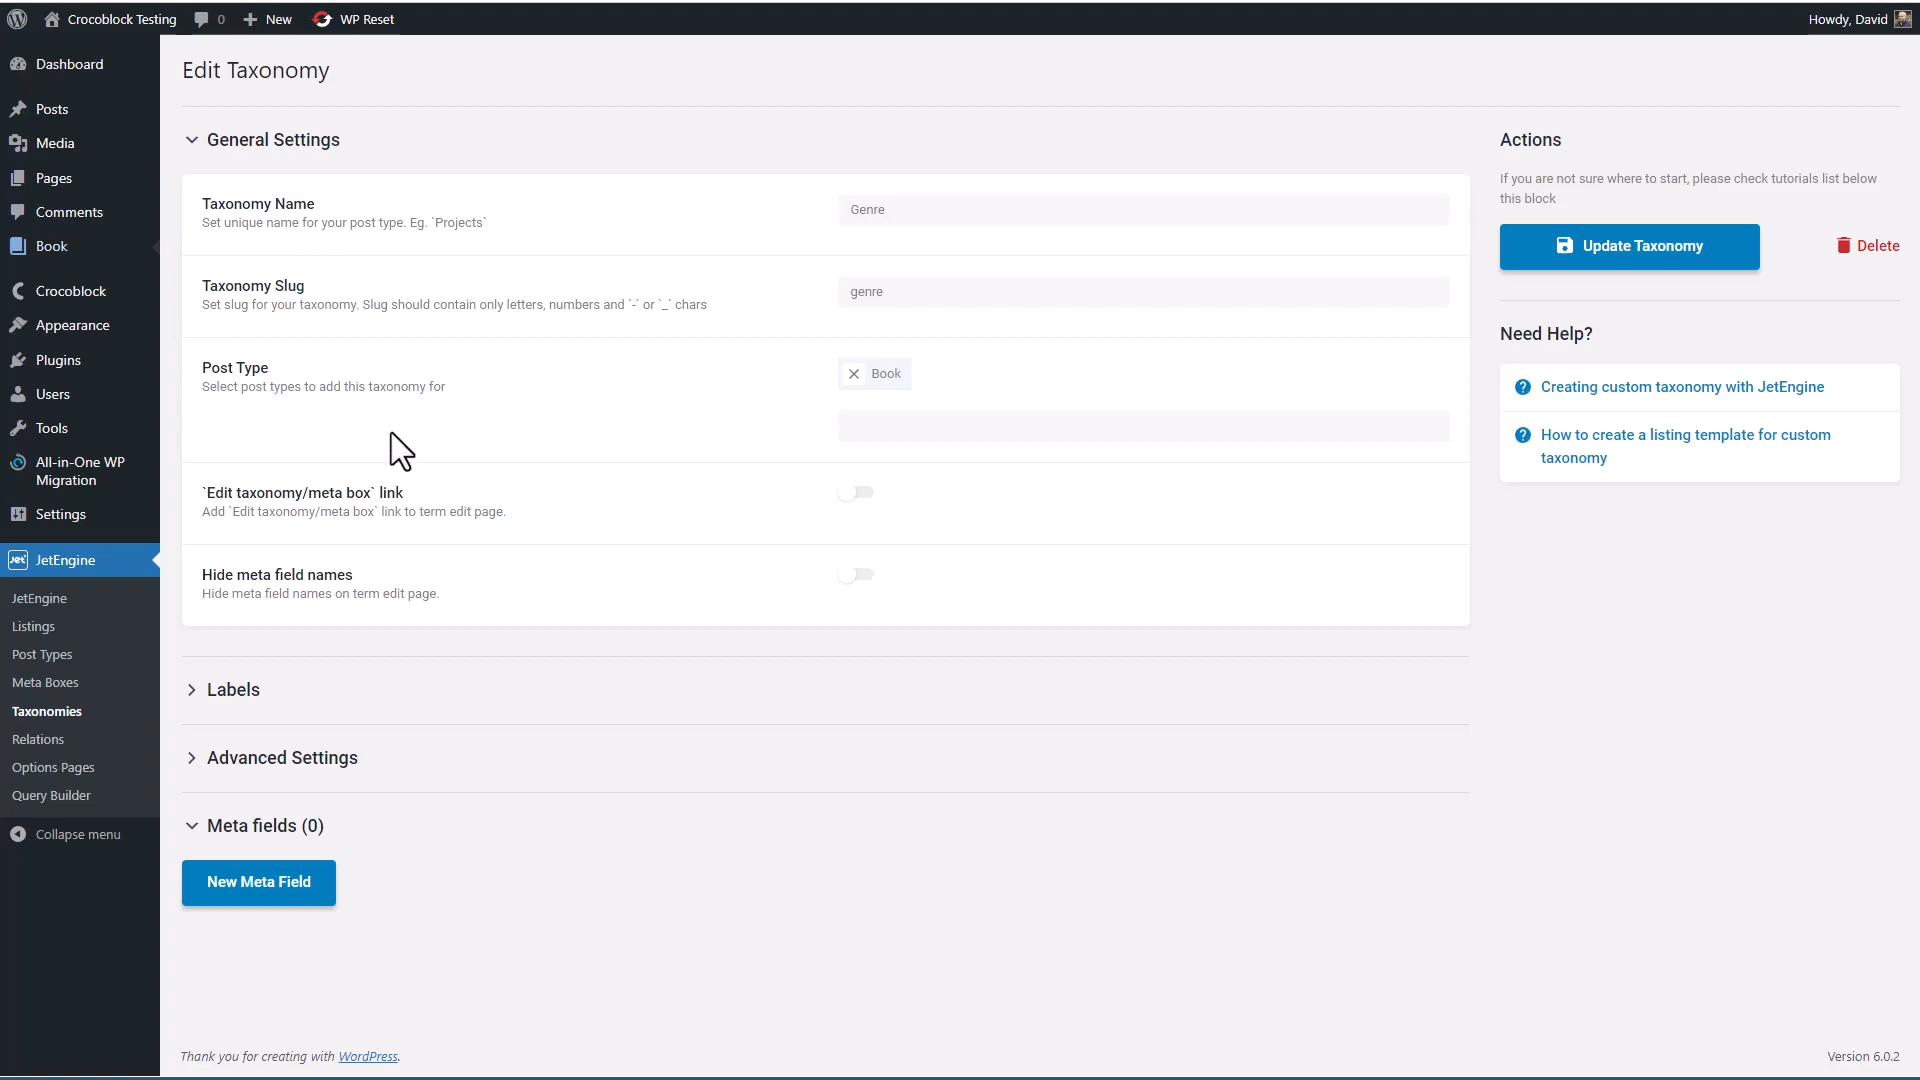 Crocoblock Testing
0
New
WP Reset
Howdy, David
Dashboard
Posts
Media
Pages
Comments
Book
Crocoblock
Appearance
Plugins
Users
Tools
All-in-One WP
Migration
Settings
Jet
JetEngine
JetEngine
Listings
Post Types
Meta Boxes
Taxonomies
Relations
Options Pages
Query Builder
Collapse menu
Edit Taxonomy
General Settings
Taxonomy Name
Set unique name for your post type. Eg. `Projects`
Genre
Taxonomy Slug
Set slug for your taxonomy. Slug should contain only letters, numbers and `-` or `_` chars
genre
Post Type
Select post types to add this taxonomy for
Book
`Edit taxonomy/meta box` link
Add `Edit taxonomy/meta box` link to term edit page.
Hide meta field names
Hide meta field names on term edit page.
Labels
Advanced Settings
Meta fields (0)
New Meta Field
Actions
If you are not sure where to start, please check tutorials list below
this block
Update Taxonomy
Delete
Need Help?
Creating custom taxonomy with JetEngine
How to create a listing template for custom
taxonomy
Thank you for creating with WordPress.
Version 6.0.2